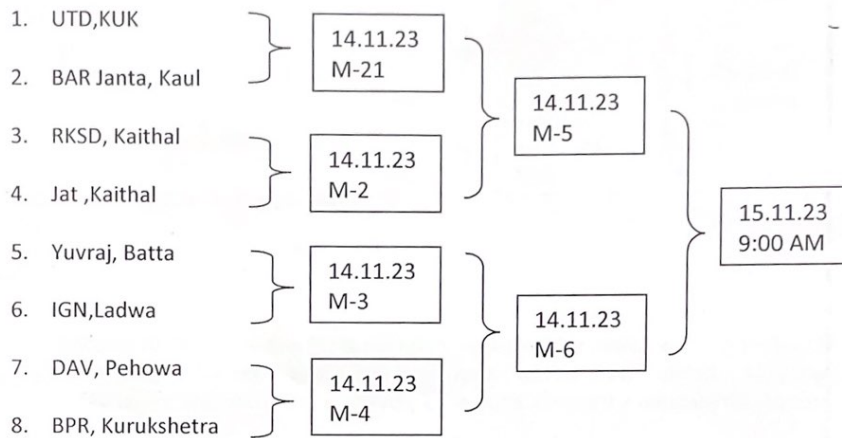 1. UTD,KUK
2. BAR Janta, Kaul
3. RKSD, Kaithal
4. Jat ,Kaithal
5. Yuvraj, Batta
6. IGN,Ladwa
7. DAV, Pehowa
8. BPR, Kurukshetra
14.11.23
M-21
14.11.23
M-2
14.11.23
M-3
14.11.23
M-4
14.11.23
M-5
14.11.23
M-6
15.11.23
9:00 AM